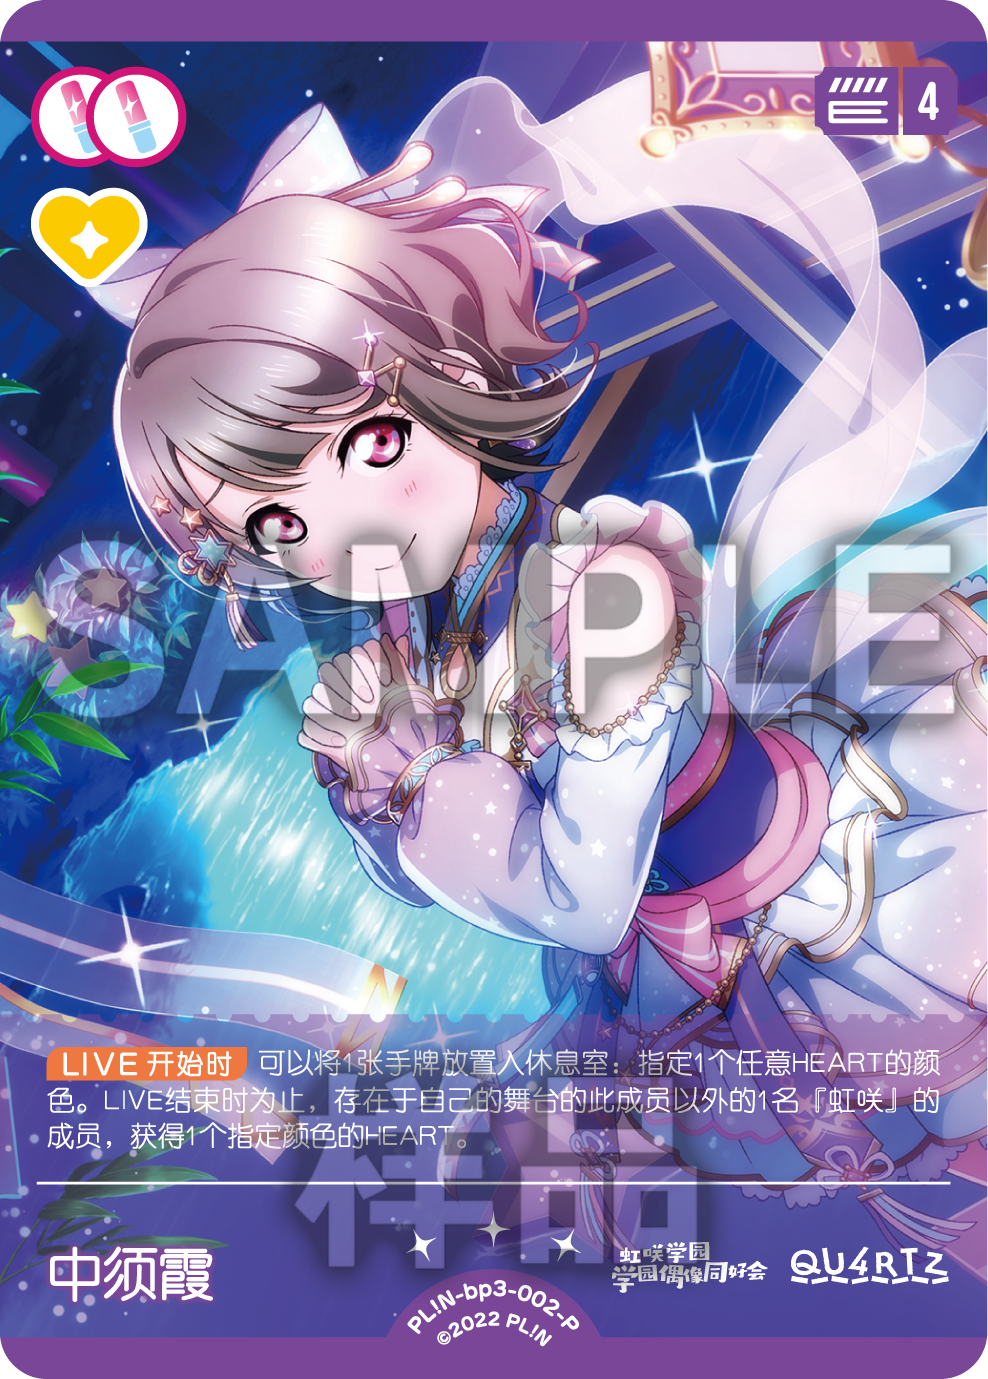 4
SAMPLE
LIVE 开始时 可以将1张手牌放置入休息室：指定1个任意HEART的颜
色。LIVE结束时为止，存在于自己的舞台的此成员以外的1名『虹咲』的
成员，获得1个指定颜色的HEART。
样品
中须霞
虹咲学园
学园偶像同好会
QU4RTZ
PL!N-bp3-002-P
©2022 PL!N